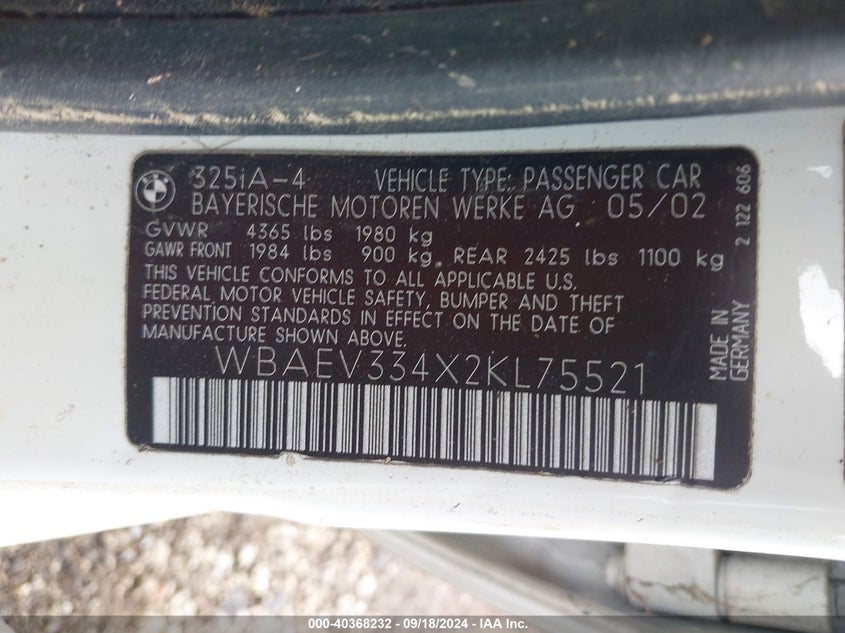 BMW
325iA-4 VEHICLE TYPE: PASSENGER CAR
BAYERISCHE MOTOREN WERKE AG 05/02
GVWR 4365 lbs 1980 kg
GAWR FRONT 1984 lbs 900 kg, REAR 2425 lbs 1100 kg
THIS VEHICLE CONFORMS TO ALL APPLICABLE U.S.
FEDERAL MOTOR VEHICLE SAFETY, BUMPER AND THEFT
PREVENTION STANDARDS IN EFFECT ON THE DATE OF
MANUFACTURE SHOWN ABOVE.
WBAEV334X2KL75521
2 122 606
MADE IN
GERMANY
000-40368232 - 09/18/2024 - IAA Inc.